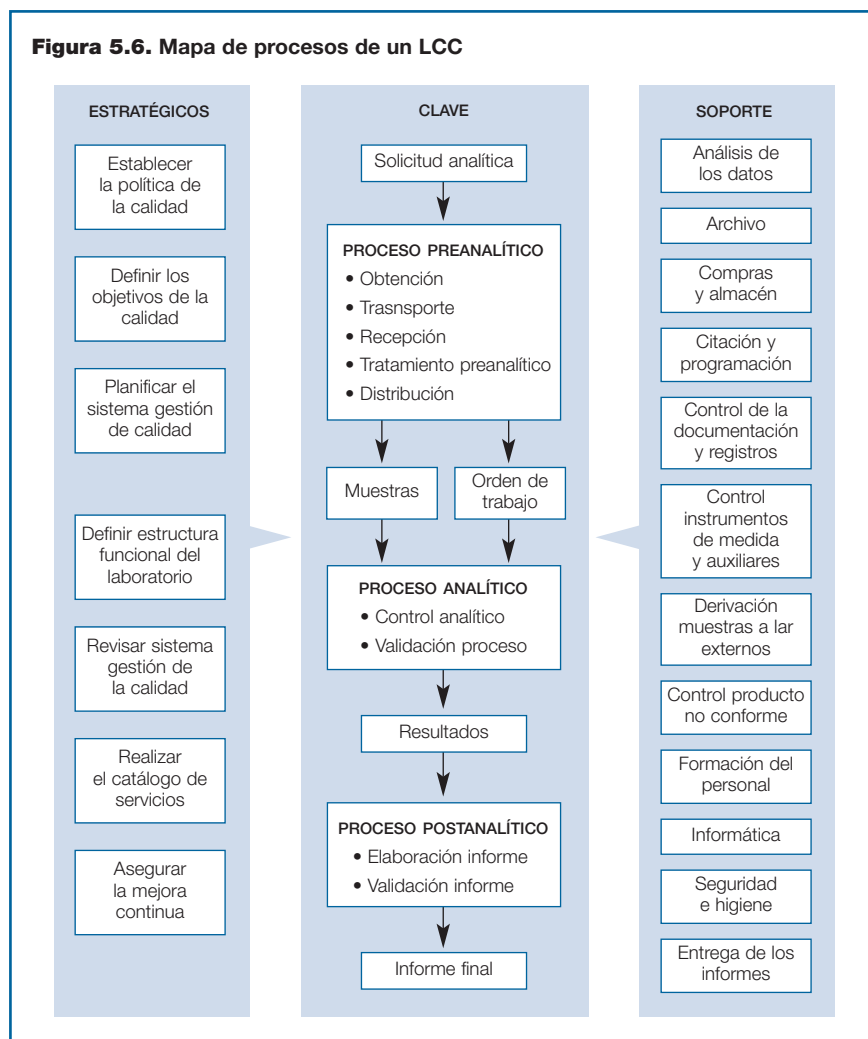 Figura 5.6. Mapa de procesos de un LCC
ESTRATÉGICOS
Establecer
la política de
la calidad
Definir los
objetivos de la
calidad
Planificar el
sistema gestión
de calidad
Definir estructura
funcional del
laboratorio
Revisar sistema
gestión de
la calidad
Realizar
el catálogo de
servicios
Asegurar
la mejora
continua
CLAVE
Solicitud analítica
PROCESO PREANALÍTICO
• Obtención
• Trasnsporte
• Recepción
• Tratamiento preanalítico
• Distribución
Muestras
Orden de
trabajo
PROCESO ANALÍTICO
• Control analítico
• Validación proceso
Resultados
PROCESO POSTANALÍTICO
• Elaboración informe
• Validación informe
Informe final
SOPORTE
Análisis de
los datos
Archivo
Compras
y almacén
Citación y
programación
Control de la
documentación
y registros
Control
instrumentos
de medida
y auxiliares
Derivación
muestras a lar
externos
Control producto
no conforme
Formación del
personal
Informática
Seguridad
e higiene
Entrega de los
informes